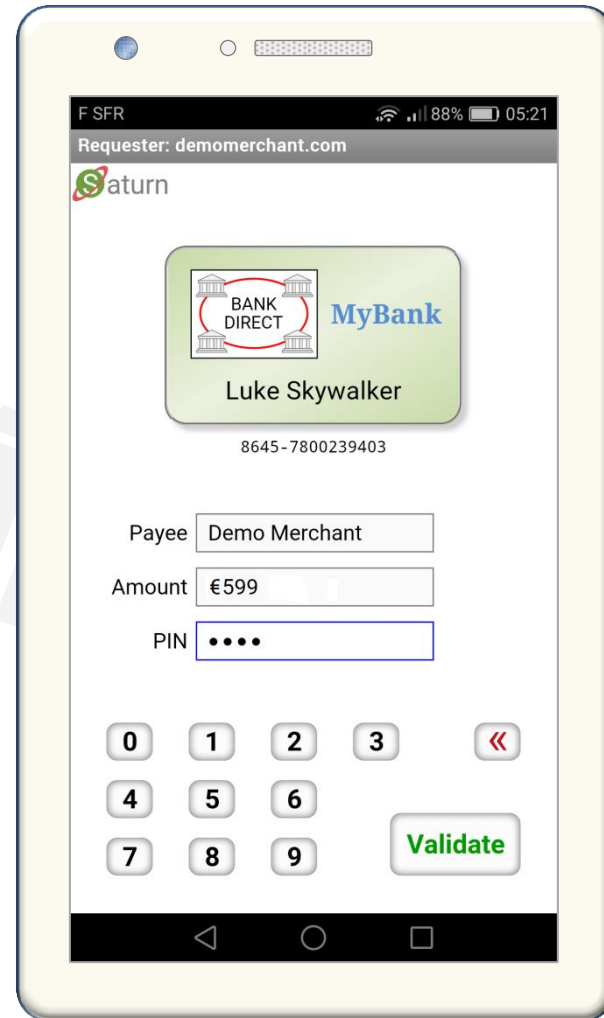 F SFR 88% 05:21
Requester: demomerchant.com
Saturn
BANK
DIRECT
MyBank
Luke Skywalker
8645-7800239403
Payee Demo Merchant
Amount €599
PIN ••••
0 1 2 3 «
4 5 6
Validate
7 8 9